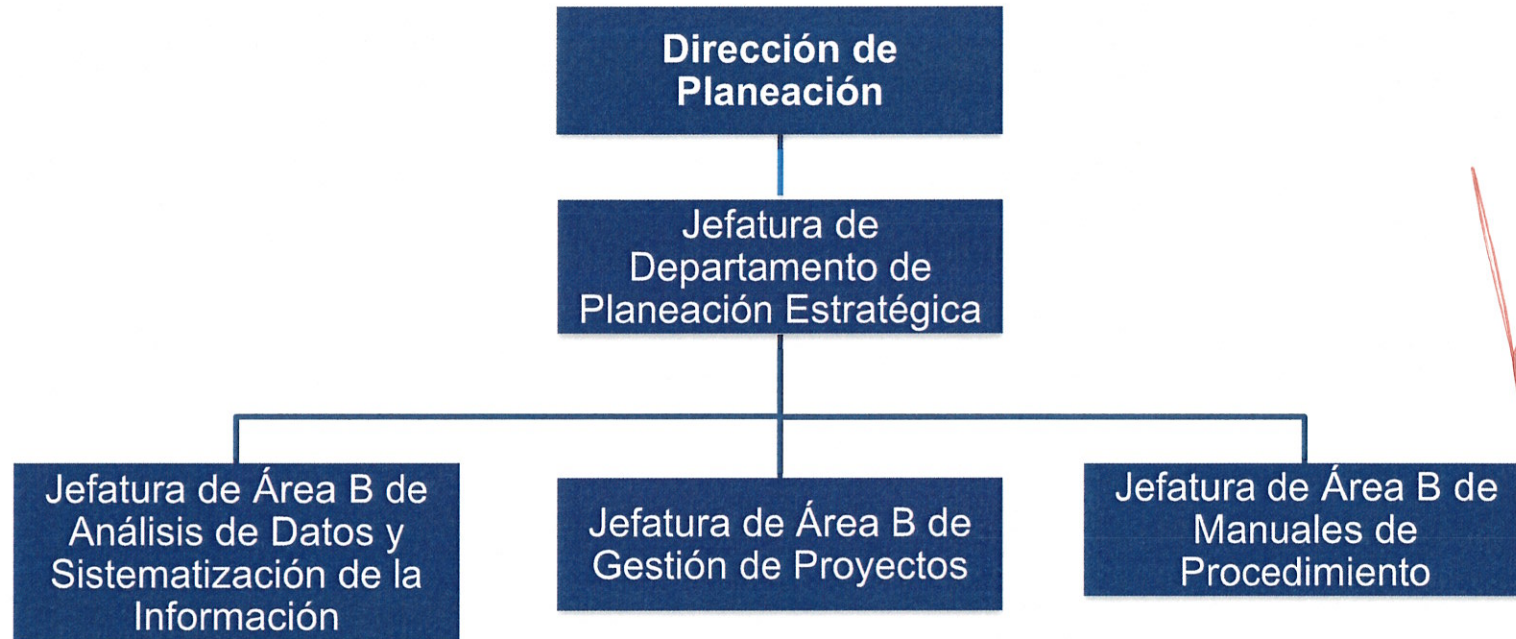 Dirección de
Planeación
Jefatura de
Departamento de
Planeación Estratégica
Jefatura de Área B de
Análisis de Datos y
Sistematización de la
Información
Jefatura de Área B de
Gestión de Proyectos
Jefatura de Área B de
Manuales de
Procedimiento